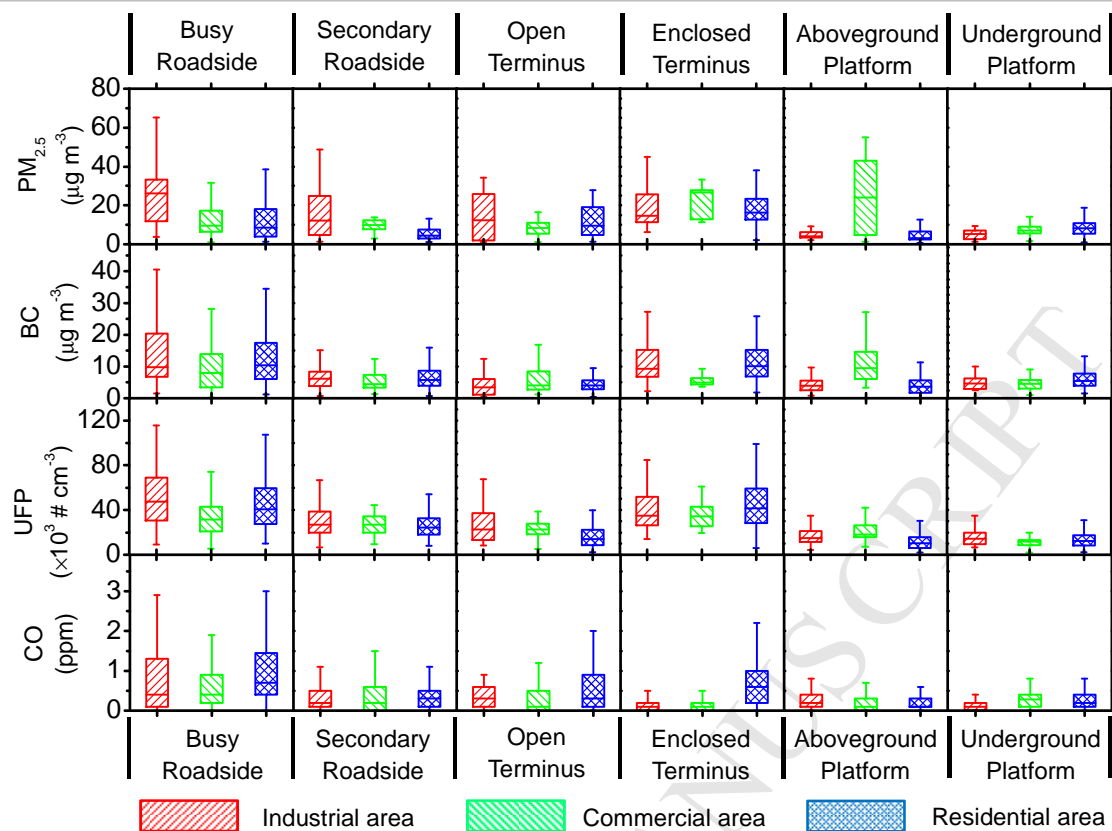 Busy Secondary Open Enclosed Aboveground Underground
Roadside Roadside Terminus Terminus Platform Platform
80
60
PM2.5
(μg m-3)
40
20
0
40
30
BC
(μg m-3)
20
10
0
120
80
UFP
(×10³ # cm-3)
40
0
3
CO
(ppm)
2
1
0
Busy Secondary Open Enclosed Aboveground Underground
Roadside Roadside Terminus Terminus Platform Platform
Industrial area Commercial area Residential area
NUSCRIPT